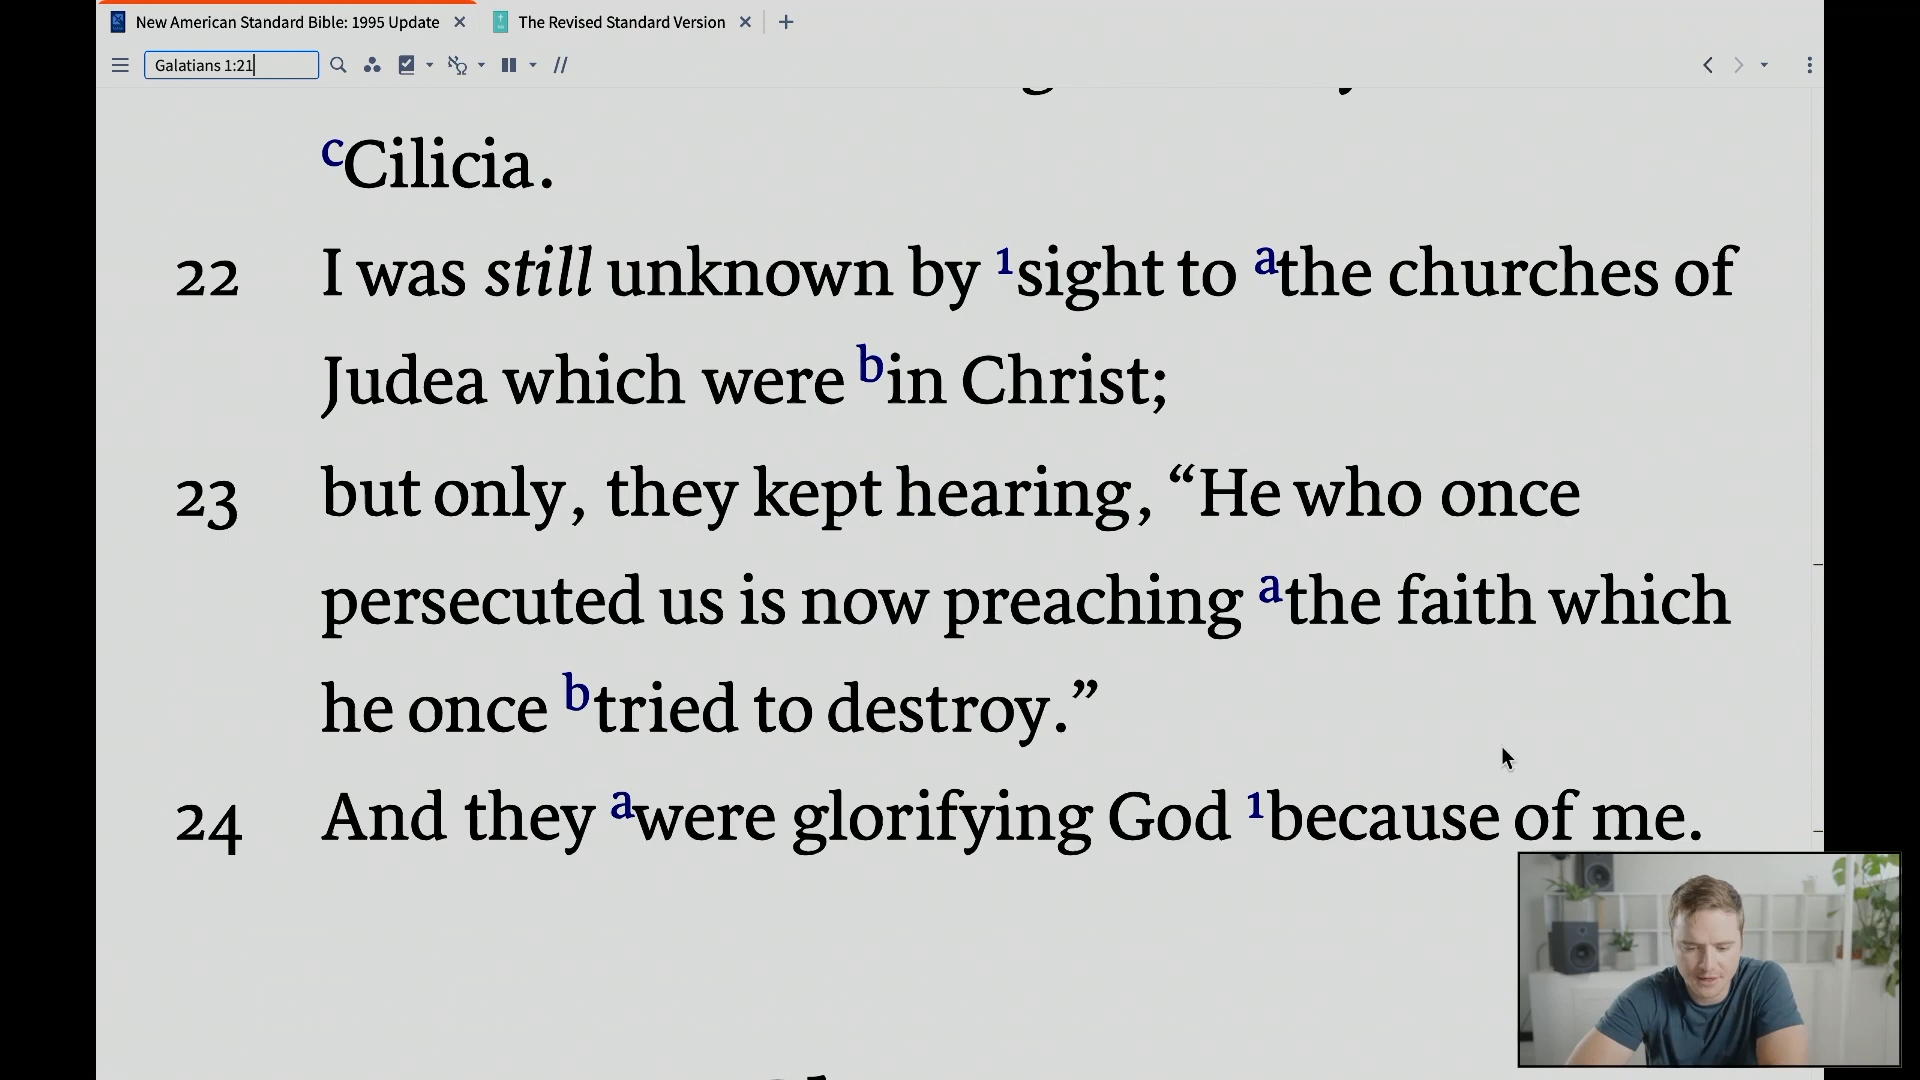 New American Standard Bible: 1995 Update
The Revised Standard Version
Galatians 1:21
cCilicia.
22 I was still unknown by 1sight to athe churches of
Judea which were bin Christ;
23 but only, they kept hearing, “He who once
persecuted us is now preaching athe faith which
he once btried to destroy.”
24 And they awere glorifying God 1because of me.